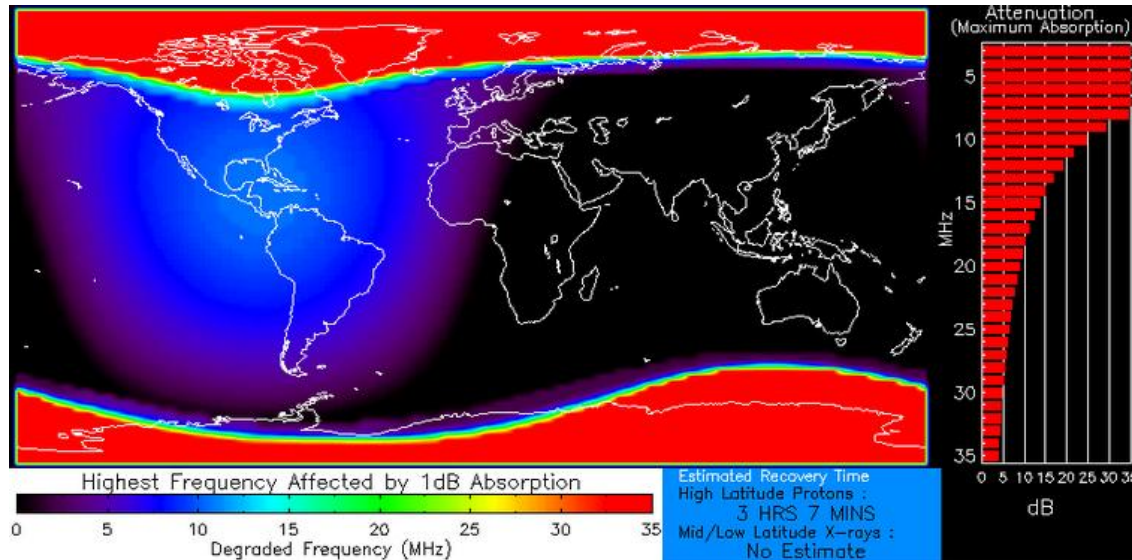 Attenuation
(Maximum Absorption)
5
10
15
20
25
30
35
MHz
0 5 10 15 20 25 30 35
dB
Highest Frequency Affected by 1dB Absorption
0 5 10 15 20 25 30 35
Degraded Frequency (MHz)
Estimated Recovery Time
High Latitude Protons :
3 HRS 7 MINS
Mid/Low Latitude X-rays :
No Estimate